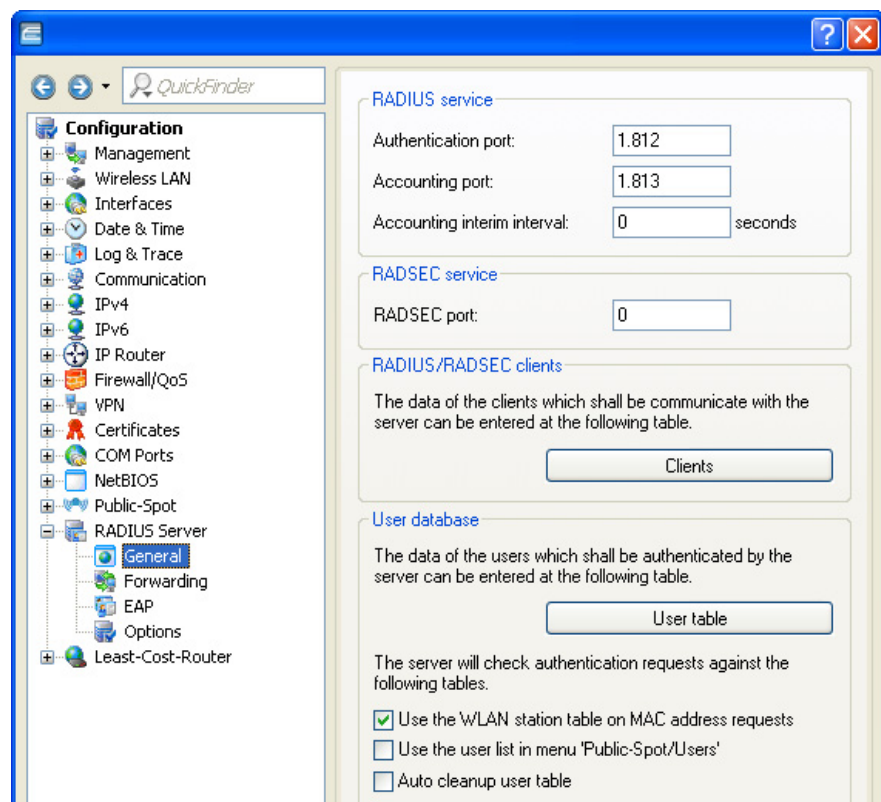 QuickFinder
Configuration
Management
Wireless LAN
Interfaces
Date & Time
Log & Trace
Communication
IPv4
IPv6
IP Router
Firewall/QoS
VPN
Certificates
COM Ports
NetBIOS
Public-Spot
RADIUS Server
General
Forwarding
EAP
Options
Least-Cost-Router
RADIUS service
Authentication port: 1.812
Accounting port: 1.813
Accounting interim interval: 0 seconds
RADSEC service
RADSEC port: 0
RADIUS/RADSEC clients
The data of the clients which shall be communicate with the
server can be entered at the following table.
Clients
User database
The data of the users which shall be authenticated by the
server can be entered at the following table.
User table
The server will check authentication requests against the
following tables.
Use the WLAN station table on MAC address requests
Use the user list in menu 'Public-Spot/Users'
Auto cleanup user table